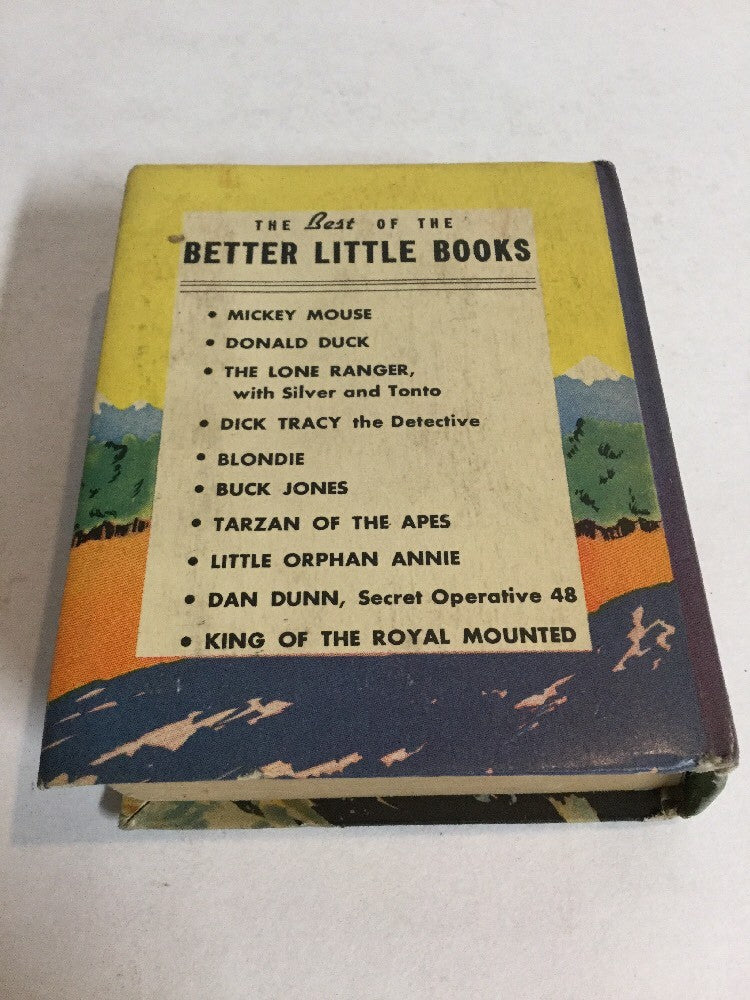 THE Best OF THE
BETTER LITTLE BOOKS
• MICKEY MOUSE
• DONALD DUCK
• THE LONE RANGER,
with Silver and Tonto
• DICK TRACY the Detective
• BLONDIE
• BUCK JONES
• TARZAN OF THE APES
• LITTLE ORPHAN ANNIE
• DAN DUNN, Secret Operative 48
• KING OF THE ROYAL MOUNTED